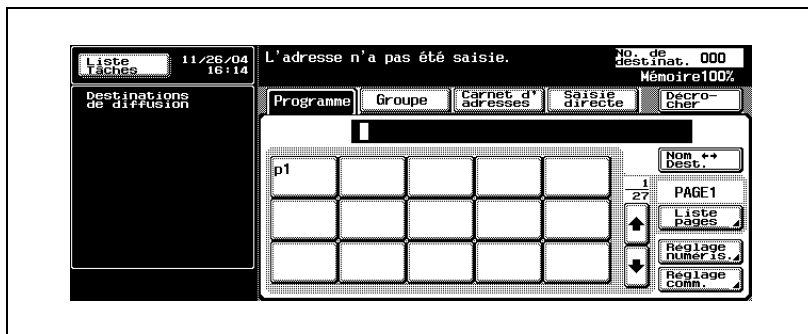 Liste
Tâches
11/26/04
16:14
L'adresse n'a pas été saisie.
No. de
destinat. 000
Mémoire100%
Destinations
de diffusion
Programme
Groupe
Carnet d'
adresses
Saisie
directe
Décro-
cher
Nom ↔
Dest.
p1
1
27
PAGE1
Liste
pages
Réglage
numéris.
Réglage
comm.